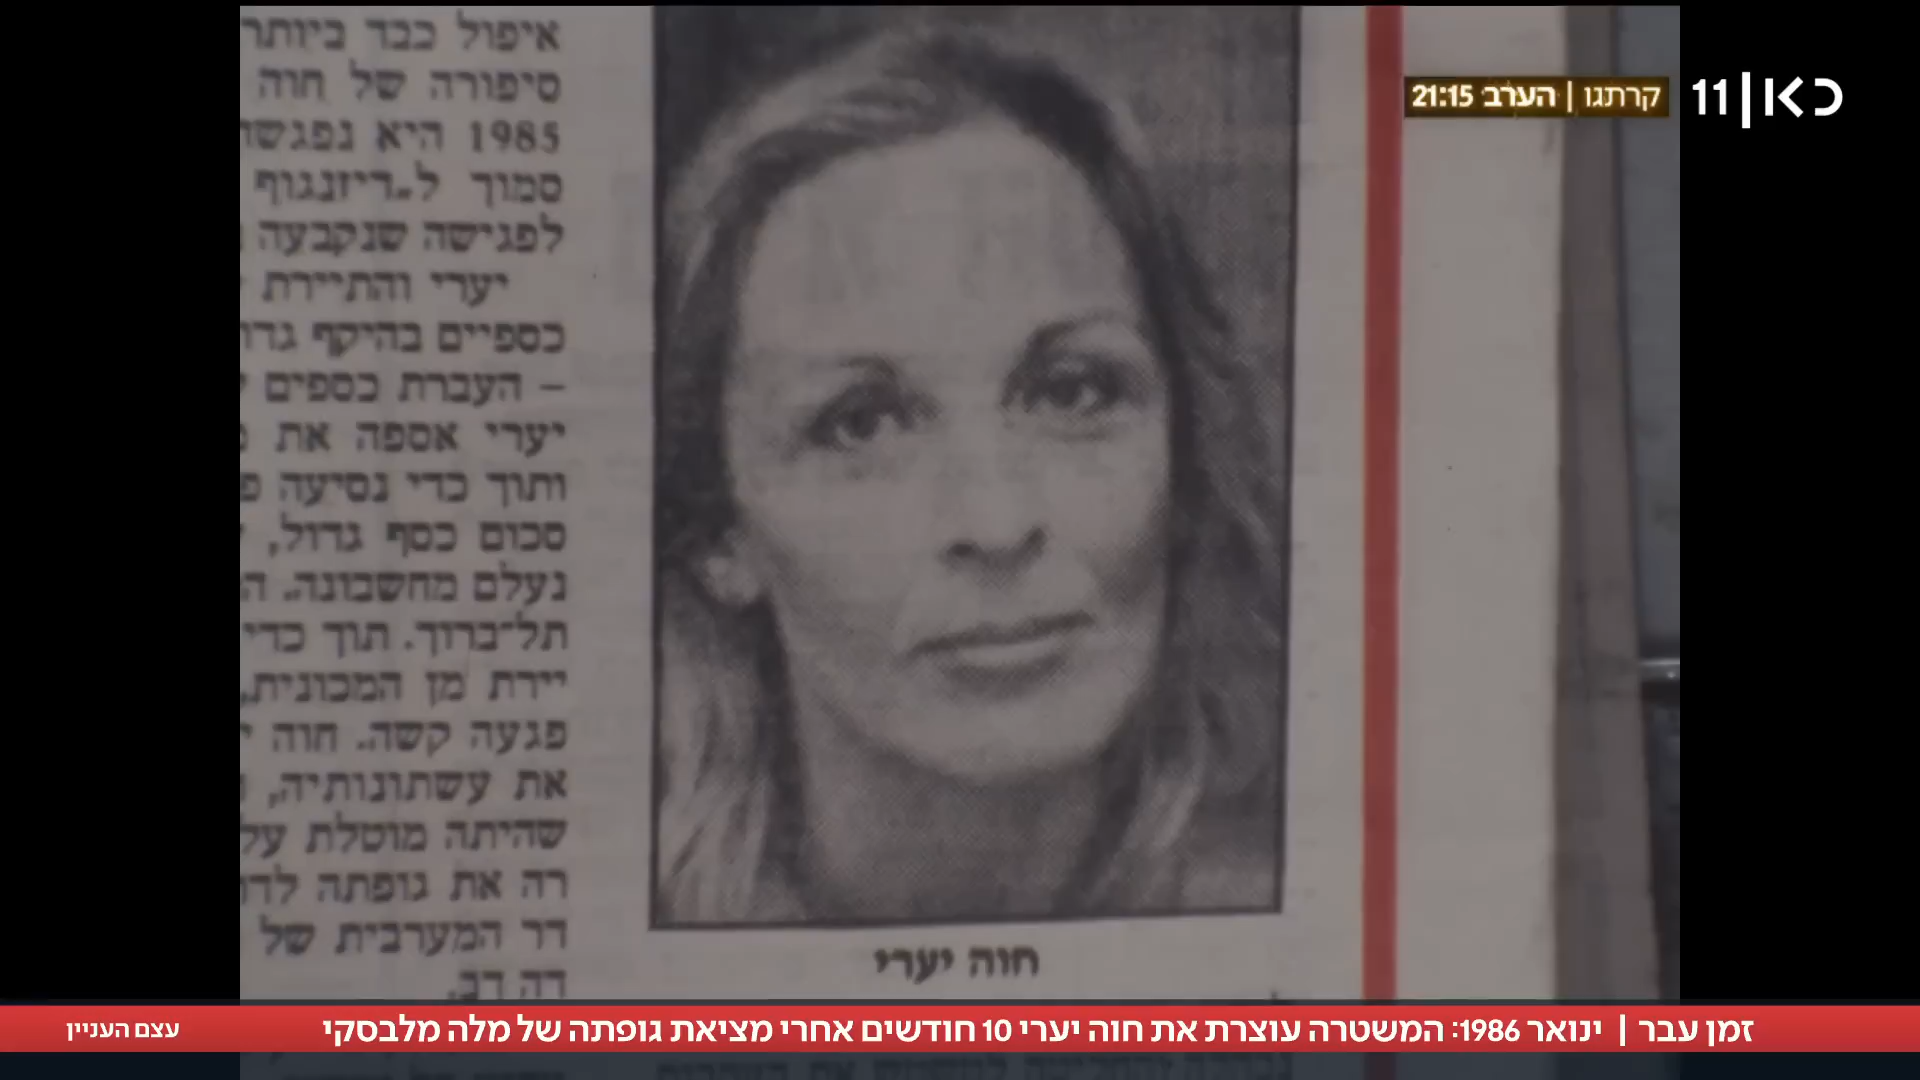 כאן | 11
קרתגו | הערב 21:15
איפול כבד ביותר
סיפורה של חוה
1985 היא נפגשה
סמוך ל„דיזנגוף
לפגישה שנקבעה
יערי והתיירת
כספיים בהיקף
– העברת כספים
יערי אספה את
ותוך כדי נסיעה
סכום כסף גדול,
נעלם מחשבונה.
תל־ברוך. תוך כדי
יירת מן המכונית,
פגעה קשה. חוה
את עשתונותיה,
שהיתה מוטלת על
רה את גופתה
דר המערבית של
חוה יערי
זמן עבר | ינואר 1986: המשטרה עוצרת את חוה יערי 10 חודשים אחרי מציאת גופתה של מלה מלבסקי
עצם העניין